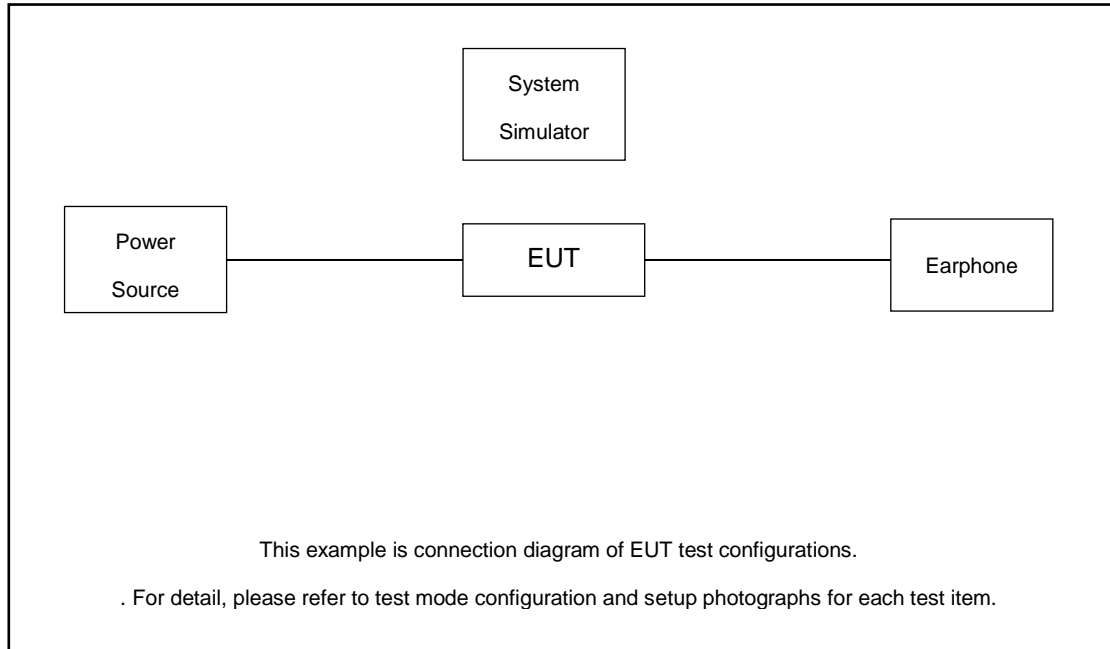 System
Simulator
Power
Source
EUT
Earphone
This example is connection diagram of EUT test configurations.
. For detail, please refer to test mode configuration and setup photographs for each test item.